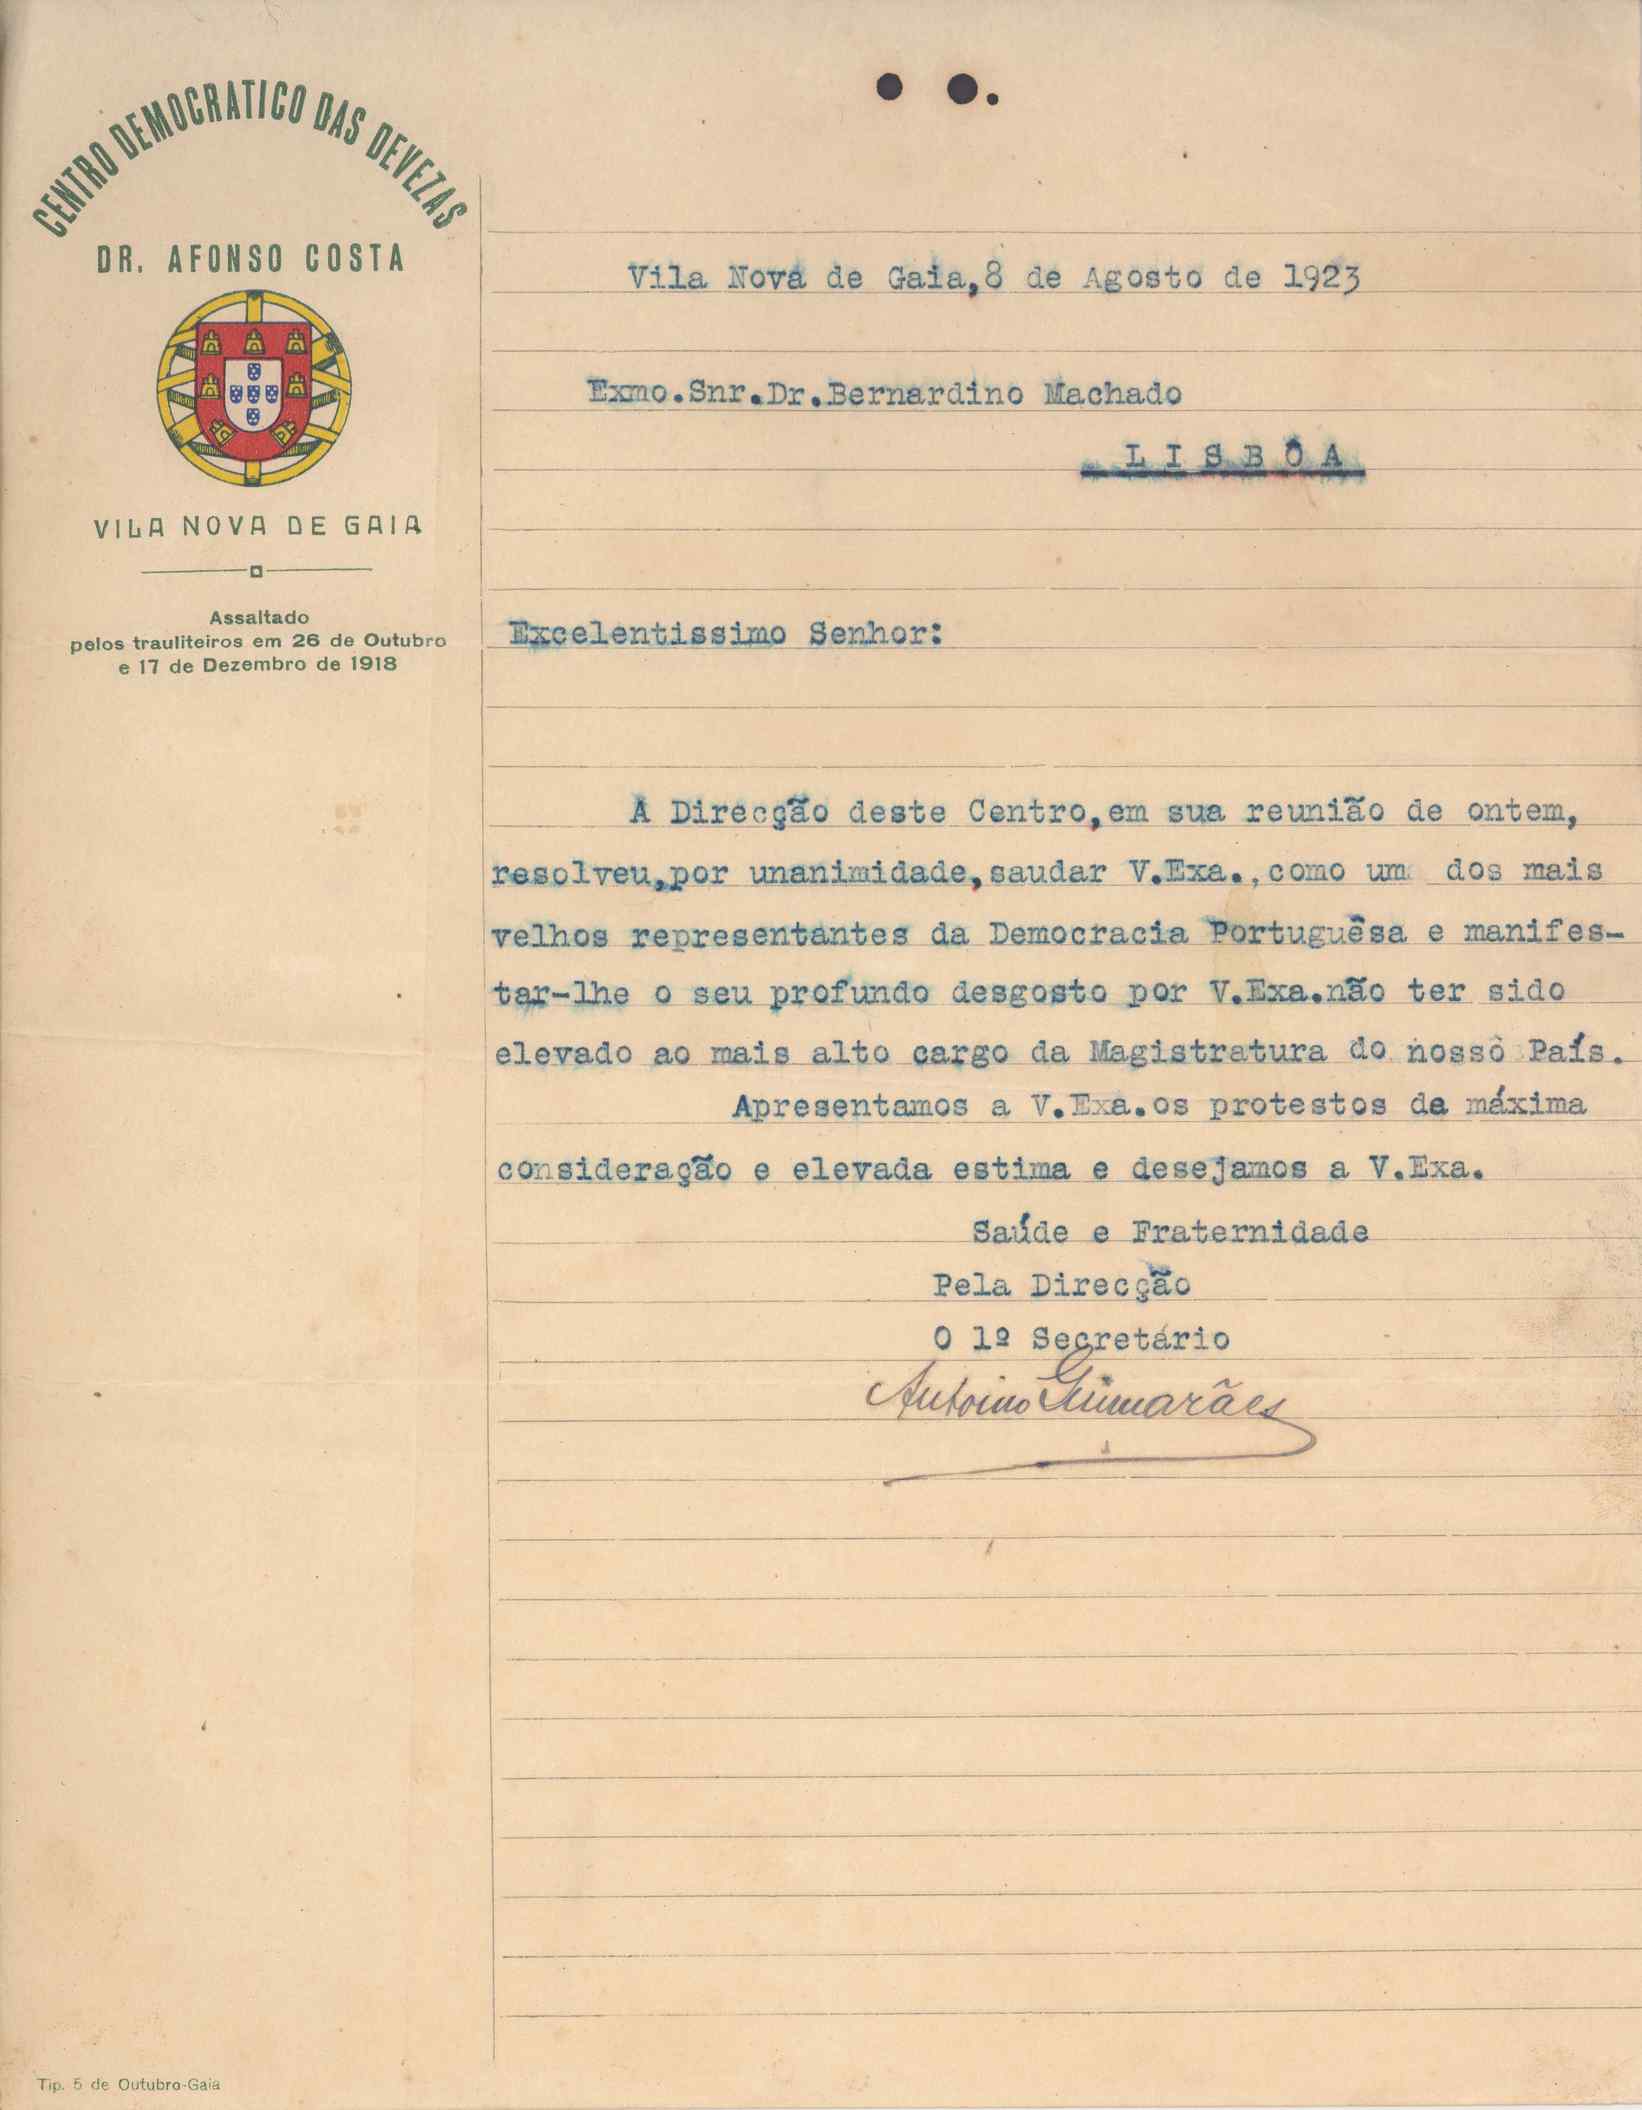 CENTRO DEMOCRATICO DAS DEVEZAS
DR. AFONSO COSTA
VILA NOVA DE GAIA
Assaltado
pelos trauliteiros em 26 de Outubro
e 17 de Dezembro de 1918
Vila Nova de Gaia,8 de Agosto de 1923
Exmo.Snr.Dr.Bernardino Machado
LISBÔA
Excelentissimo Senhor:
A Direcção deste Centro,em sua reunião de ontem,
resolveu,por unanimidade,saudar V.Exa.,como um dos mais
velhos representantes da Democracia Portuguêsa e manifes-
tar-lhe o seu profundo desgosto por V.Exa.não ter sido
elevado ao mais alto cargo da Magistratura do nosso País.
Apresentamos a V.Exa.os protestos de máxima
consideração e elevada estima e desejamos a V.Exa.
Saúde e Fraternidade
Pela Direcção
O 1º Secretário
Antonio Guimarães
Tip. 5 de Outubro-Gaia